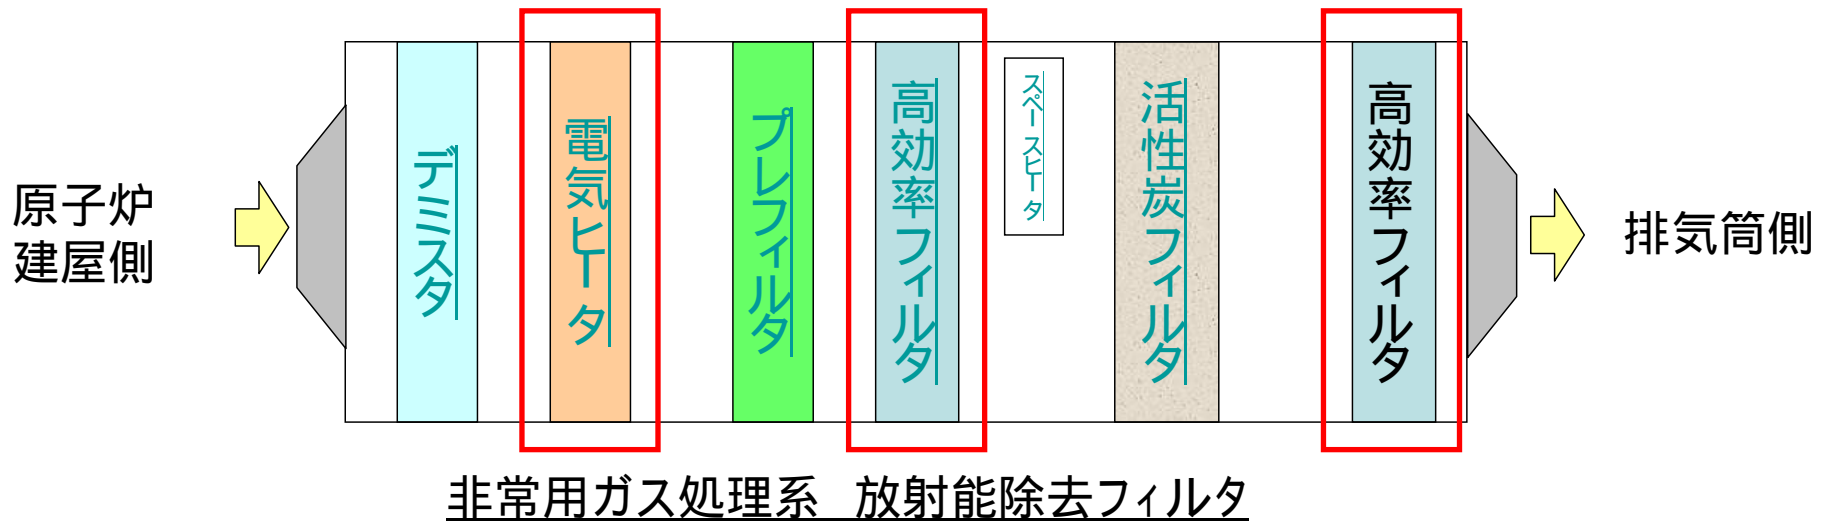 原子炉
建屋側
デミスタ
電気ヒータ
プレフィルタ
高効率フィルタ
スペースヒータ
活性炭フィルタ
高効率フィルタ
排気筒側
非常用ガス処理系　放射能除去フィルタ